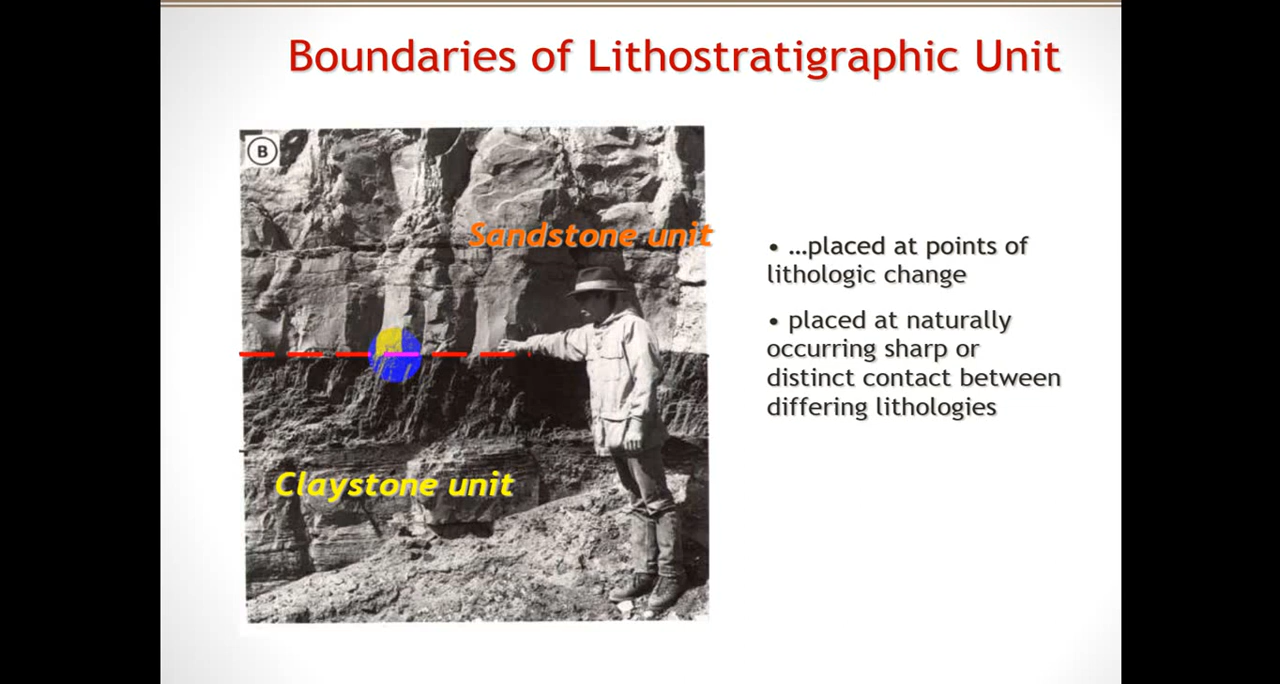 Boundaries of Lithostratigraphic Unit
B
Sandstone unit
Claystone unit
• …placed at points of
lithologic change
• placed at naturally
occurring sharp or
distinct contact between
differing lithologies